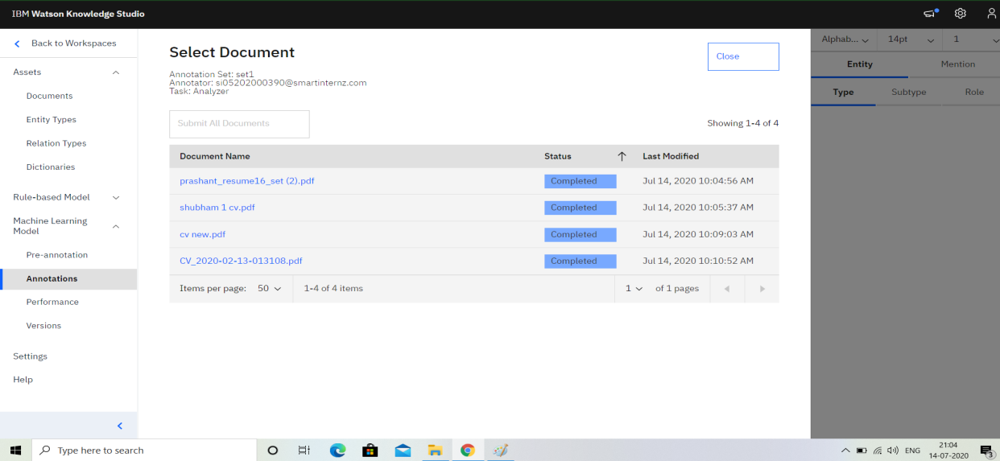 IBM Watson Knowledge Studio
Back to Workspaces
Assets
Documents
Entity Types
Relation Types
Dictionaries
Rule-based Model
Machine Learning
Model
Pre-annotation
Annotations
Performance
Versions
Settings
Help
Select Document
Close
Annotation Set: set1
Annotator: si05202000390@smartinternz.com
Task: Analyzer
Submit All Documents
Showing 1-4 of 4
Document Name Status Last Modified
prashant_resume16_set (2).pdf Completed Jul 14, 2020 10:04:56 AM
shubham 1 cv.pdf Completed Jul 14, 2020 10:05:37 AM
cv new.pdf Completed Jul 14, 2020 10:09:03 AM
CV_2020-02-13-013108.pdf Completed Jul 14, 2020 10:10:52 AM
Items per page: 50 1-4 of 4 items 1 of 1 pages
Alphab... 14pt 1
Entity Mention
Type Subtype Role
Type here to search
ENG
21:04
14-07-2020
3